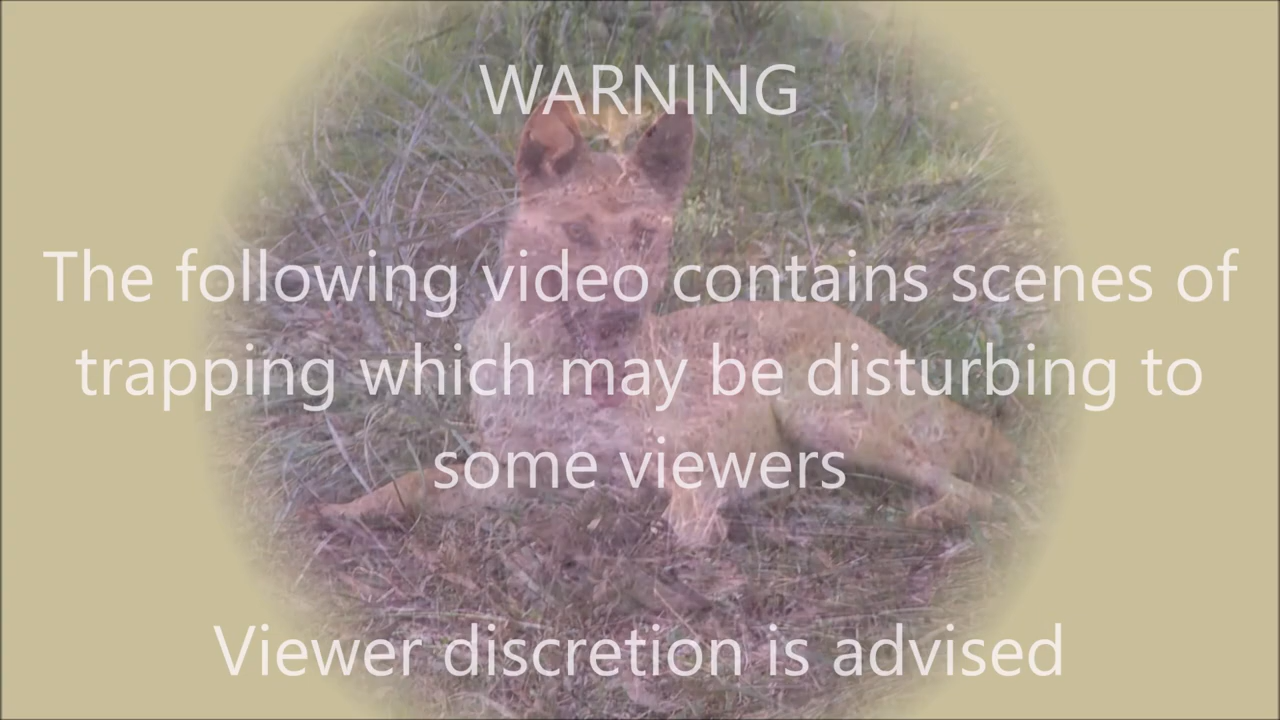 WARNING
The following video contains scenes of
trapping which may be disturbing to
some viewers
Viewer discretion is advised